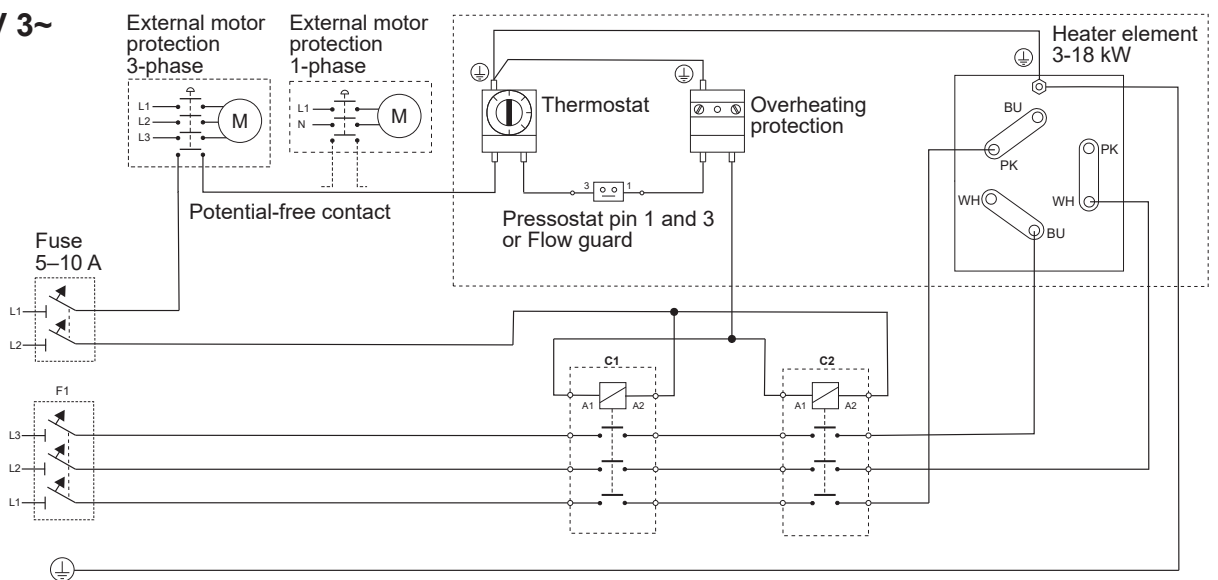 V 3~
External motor
protection
3-phase
External motor
protection
1-phase
Heater element
3-18 kW
L1
L2
L3
M
L1
N
M
Thermostat
Overheating
protection
BU
PK
PK
WH
WH
BU
3
1
Potential-free contact
Pressostat pin 1 and 3
or Flow guard
Fuse
5–10 A
L1
L2
C1
C2
F1
A1
A2
A1
A2
L3
L2
L1